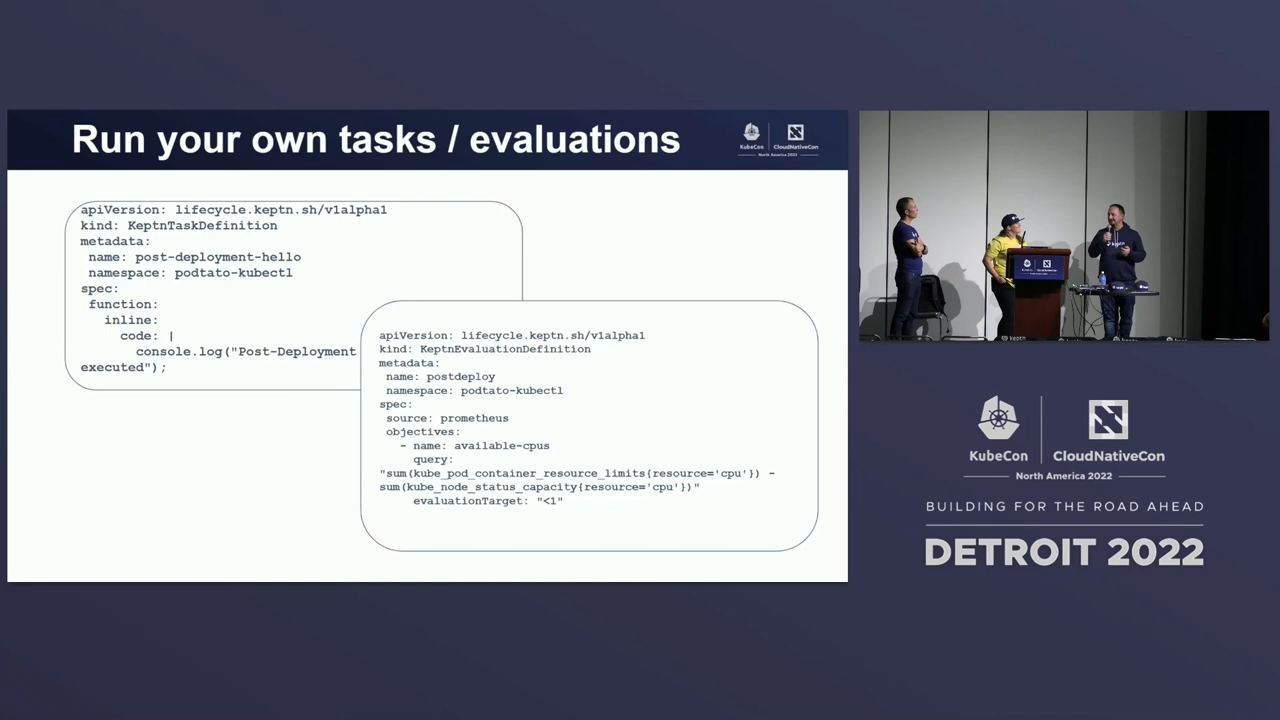 Run your own tasks / evaluations
KubeCon
CloudNativeCon
North America 2022
apiVersion: lifecycle.keptn.sh/v1alpha1
kind: KeptnTaskDefinition
metadata:
name: post-deployment-hello
namespace: podtato-kubectl
spec:
function:
inline:
code: |
console.log("Post-Deployment
executed");
apiVersion: lifecycle.keptn.sh/v1alpha1
kind: KeptnEvaluationDefinition
metadata:
name: postdeploy
namespace: podtato-kubectl
spec:
source: prometheus
objectives:
- name: available-cpus
query:
"sum(kube_pod_container_resource_limits{resource='cpu'}) -
sum(kube_node_status_capacity{resource='cpu'})"
evaluationTarget: "<1"
keptn
KubeCon
CloudNativeCon
North America 2022
BUILDING FOR THE ROAD AHEAD
DETROIT 2022